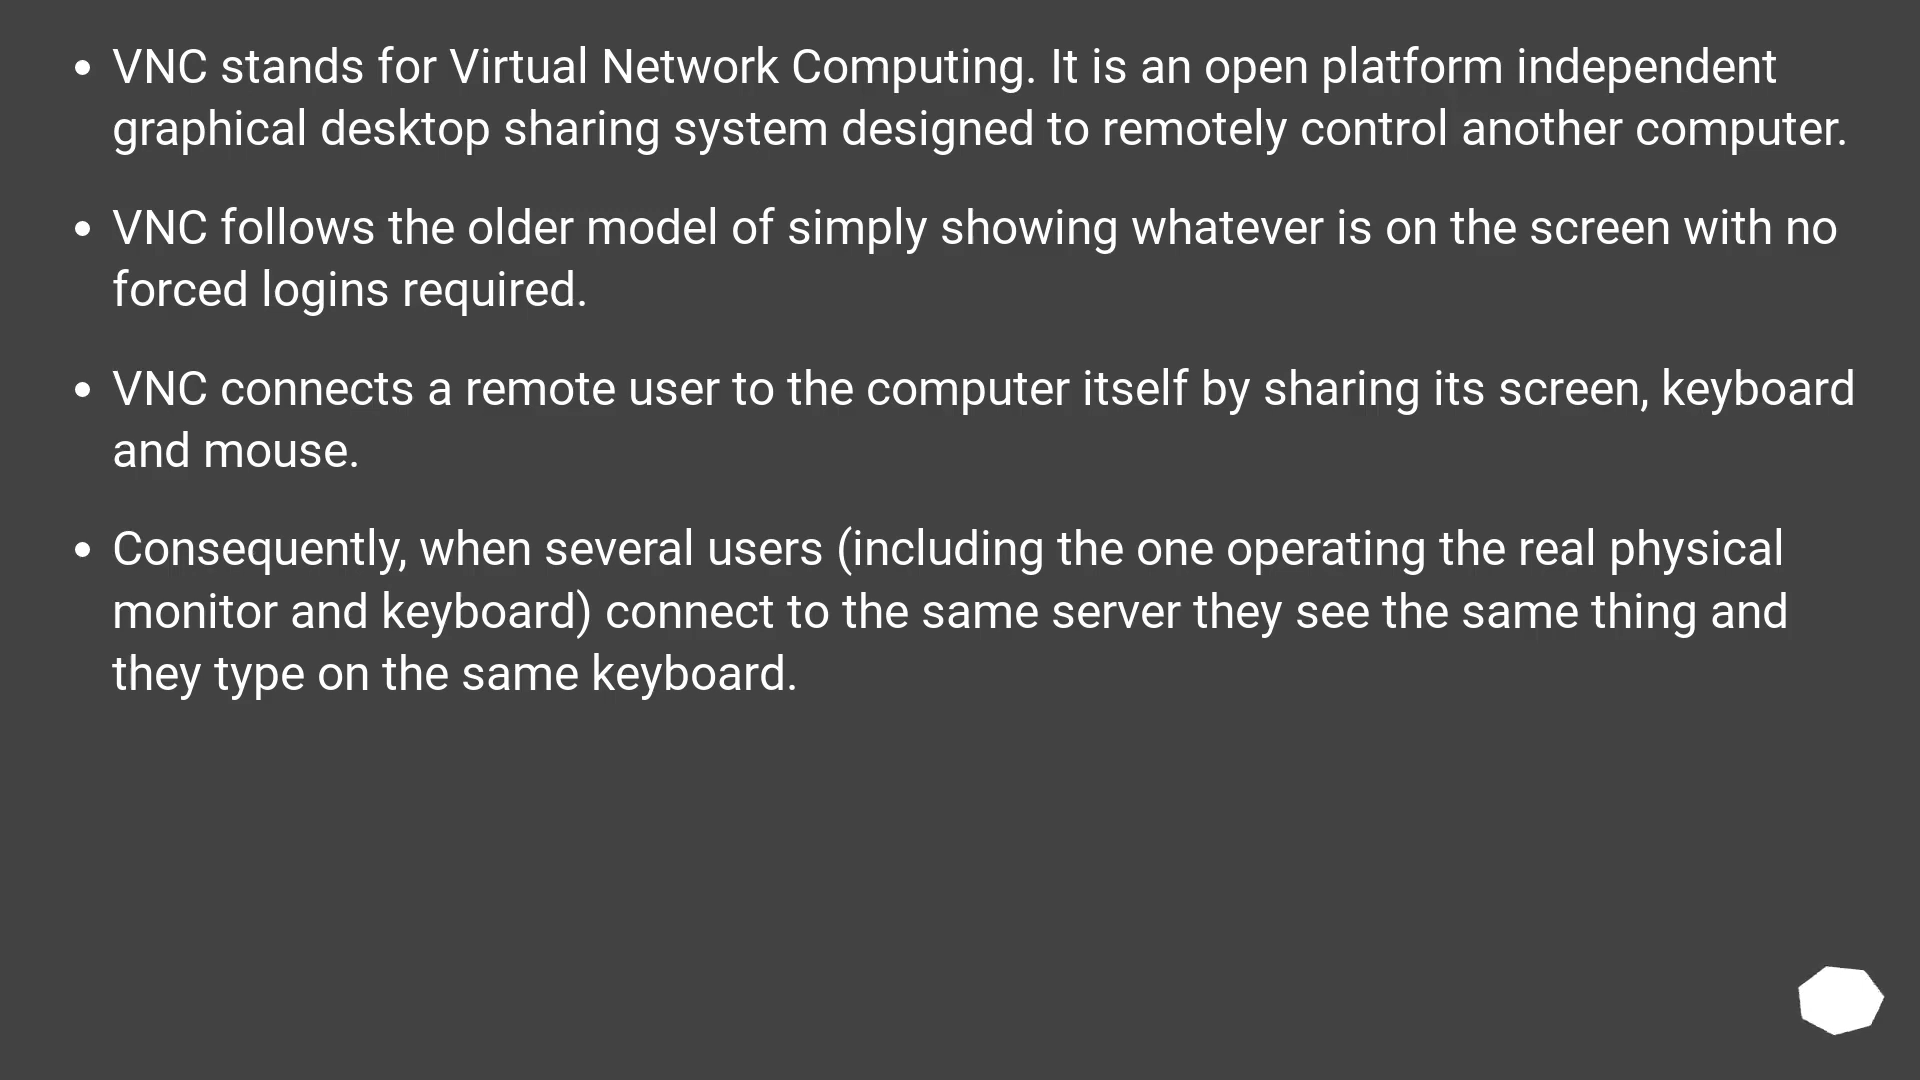 • VNC stands for Virtual Network Computing. It is an open platform independent
graphical desktop sharing system designed to remotely control another computer.
• VNC follows the older model of simply showing whatever is on the screen with no
forced logins required.
• VNC connects a remote user to the computer itself by sharing its screen, keyboard
and mouse.
• Consequently, when several users (including the one operating the real physical
monitor and keyboard) connect to the same server they see the same thing and
they type on the same keyboard.